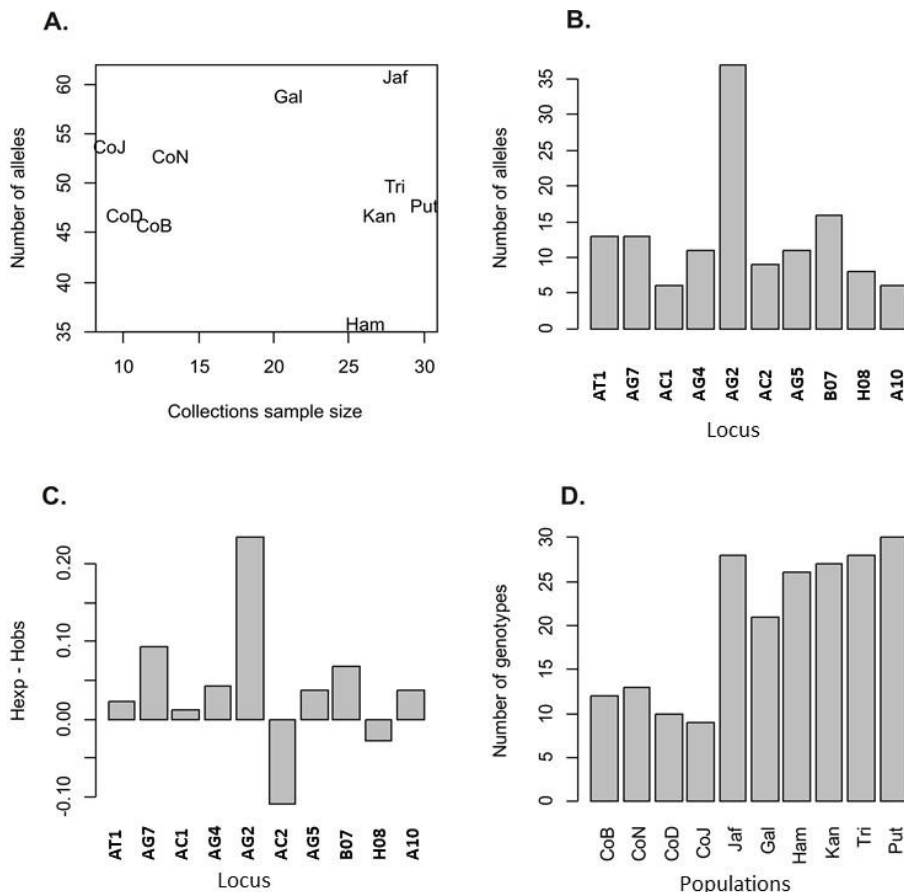 A.
Number of alleles
60
55
50
45
40
35
Jaf
Gal
CoJ
CoN
Tri
Put
CoD
CoB
Kan
Ham
10 15 20 25 30
Collections sample size
B.
Number of alleles
35
30
25
20
15
10
5
0
AT1 AG7 AC1 AG4 AG2 AC2 AG5 B07 H08 A10
Locus
C.
Hexp - Hobs
0.20
0.10
0.00
-0.10
AT1 AG7 AC1 AG4 AG2 AC2 AG5 B07 H08 A10
Locus
D.
Number of genotypes
30
25
20
15
10
5
0
CoB CoN CoD CoJ Jaf Gal Ham Kan Tri Put
Populations